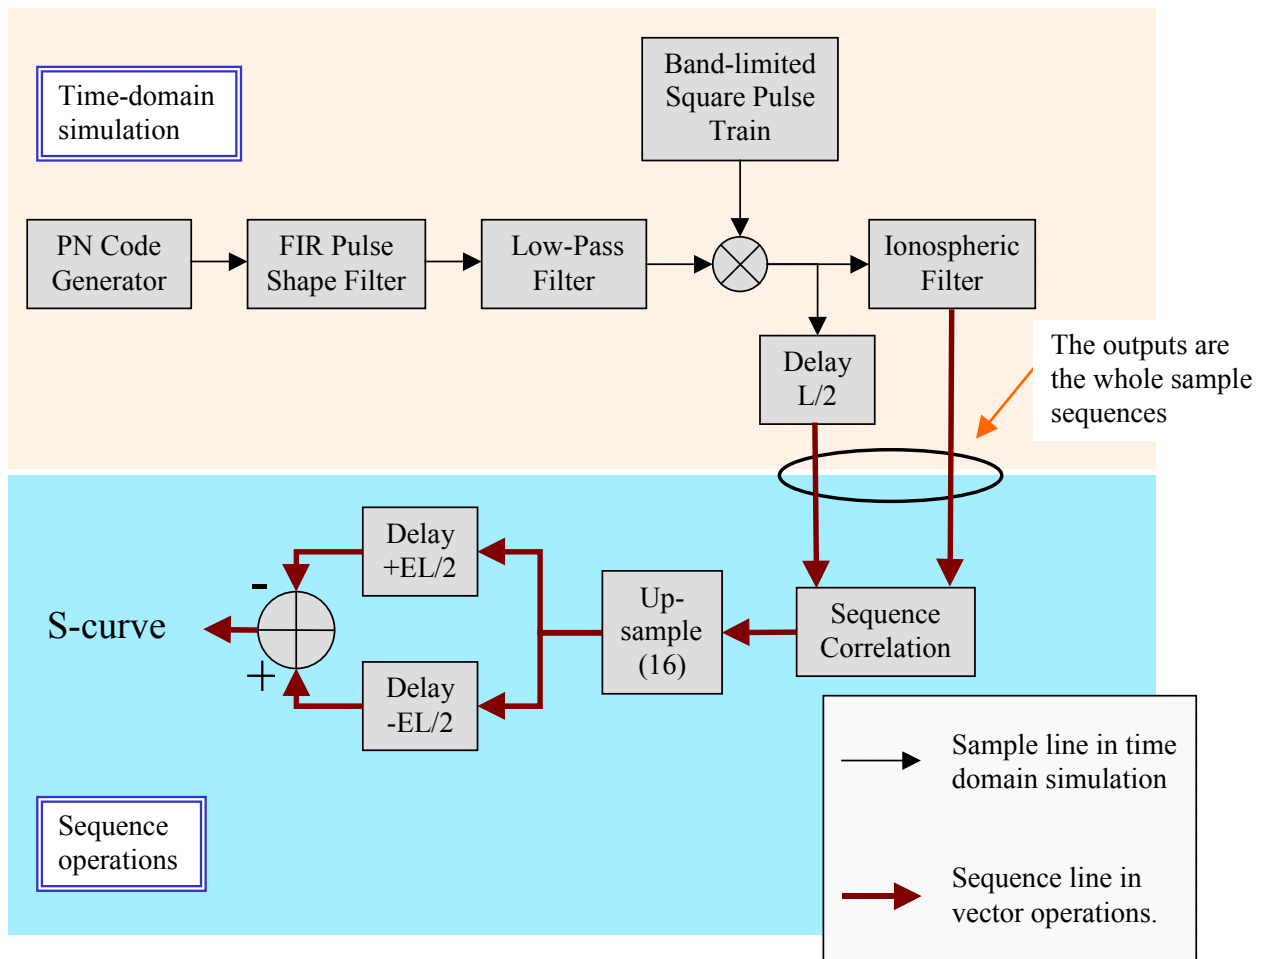 Time-domain
simulation
Band-limited
Square Pulse
Train
PN Code
Generator
FIR Pulse
Shape Filter
Low-Pass
Filter
Ionospheric
Filter
Delay
L/2
The outputs are
the whole sample
sequences
Delay
+EL/2
-
S-curve
+
Delay
-EL/2
Up-
sample
(16)
Sequence
Correlation
Sample line in time
domain simulation
Sequence line in
vector operations.
Sequence
operations